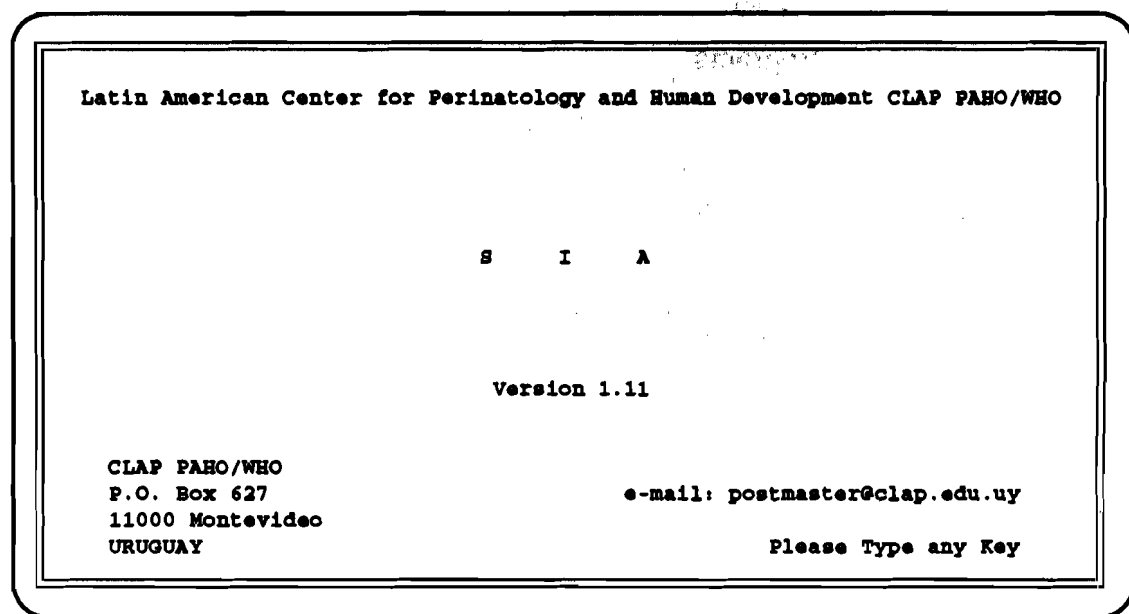 Latin American Center for Perinatology and Human Development CLAP PAHO/WHO
S I A
Version 1.11
CLAP PAHO/WHO
P.O. Box 627
11000 Montevideo
URUGUAY
e-mail: postmaster@clap.edu.uy
Please Type any Key